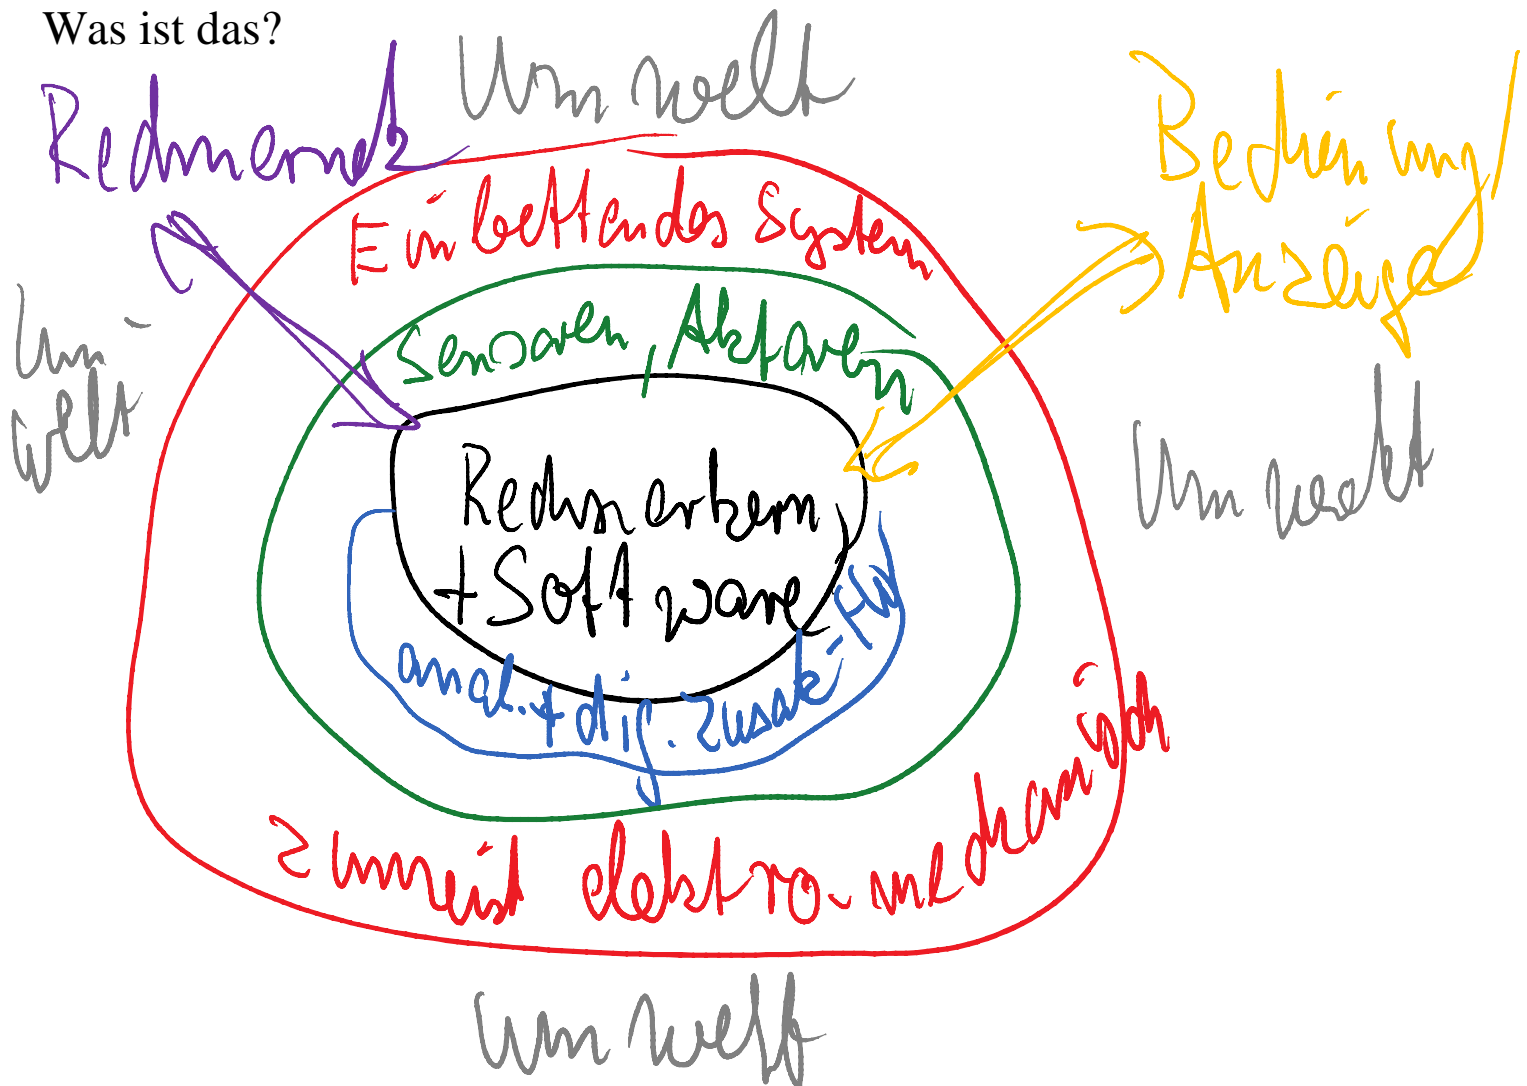 Was ist das?
Umwelt
Rechnernetz
Bedienung/
Anzeige
Einbettendes System
Um-
welt
Sensoren, Aktoren
Umwelt
Rechnerkern
+ Software
anal. + dig. Zusatz-HW
zumeist elektro-mechanisch
Umwelt